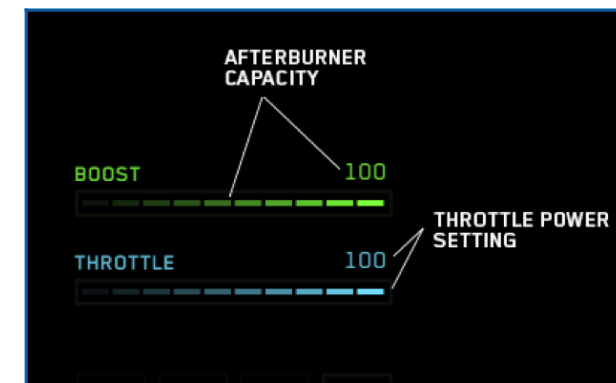 AFTERBURNER
CAPACITY
BOOST 100
THROTTLE POWER
SETTING
THROTTLE 100